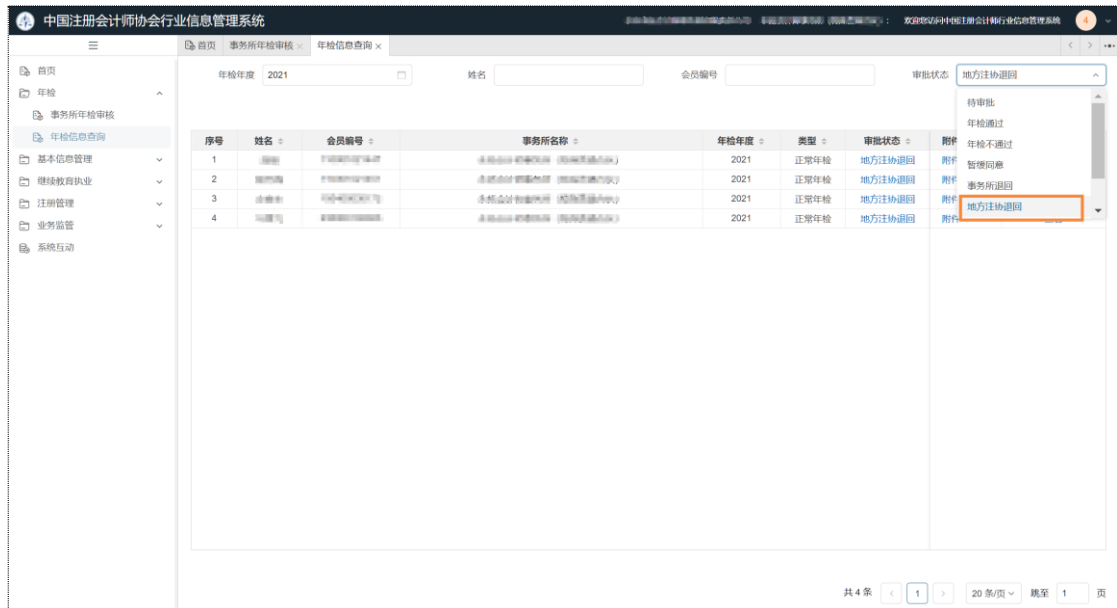 中国注册会计师协会行业信息管理系统
欢迎您访问中国注册会计师行业信息管理系统 4
首页 事务所年检审核 × 年检信息查询 ×
首页
年检
事务所年检审核
年检信息查询
基本信息管理
继续教育执业
注册管理
业务监管
系统互动
年检年度 2021 姓名 会员编号 审批状态 地方注协退回
待审批
年检通过
年检不通过
暂缓同意
事务所退回
地方注协退回
序号 姓名 会员编号 事务所名称 年检年度 类型 审批状态 附件
1 2021 正常年检 地方注协退回 附件
2 2021 正常年检 地方注协退回 附件
3 2021 正常年检 地方注协退回 附件
4 2021 正常年检 地方注协退回 附件
共 4 条 < 1 > 20 条/页 跳至 1 页